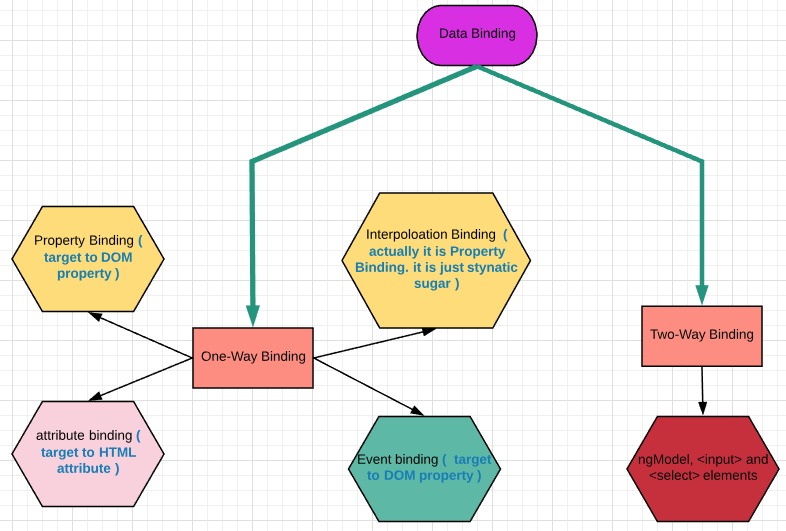 Data Binding
Property Binding (
target to DOM
property )
Interpoloation Binding (
actually it is Property
Binding. it is just stynatic
sugar )
One-Way Binding
Two-Way Binding
attribute binding (
target to HTML
attribute )
Event binding ( target
to DOM property )
ngModel, <input> and
<select> elements